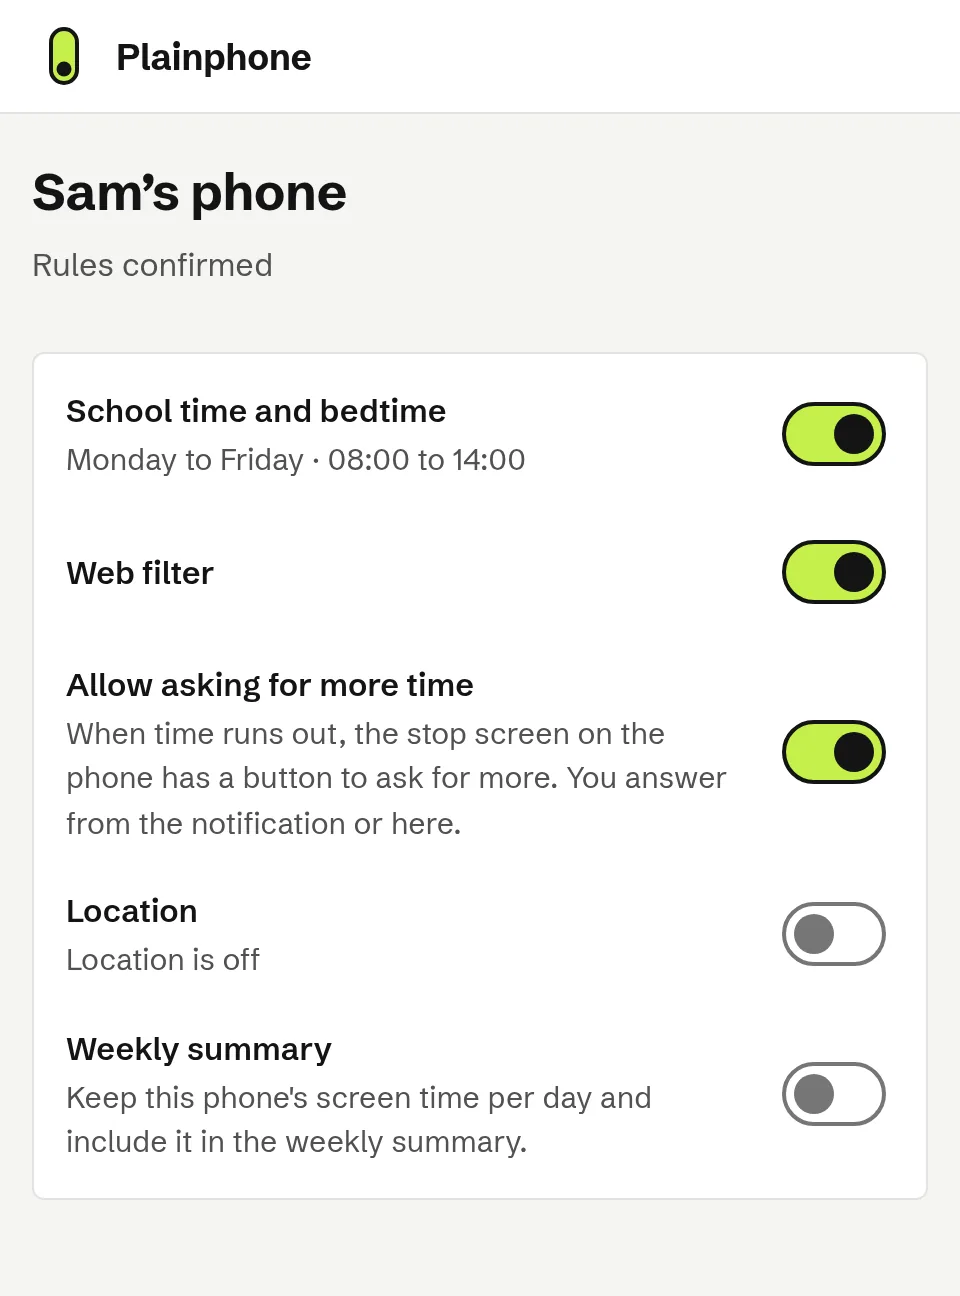 Plainphone
Sam’s phone
Rules confirmed
School time and bedtime
Monday to Friday · 08:00 to 14:00
Web filter
Allow asking for more time
When time runs out, the stop screen on the
phone has a button to ask for more. You answer
from the notification or here.
Location
Location is off
Weekly summary
Keep this phone's screen time per day and
include it in the weekly summary.